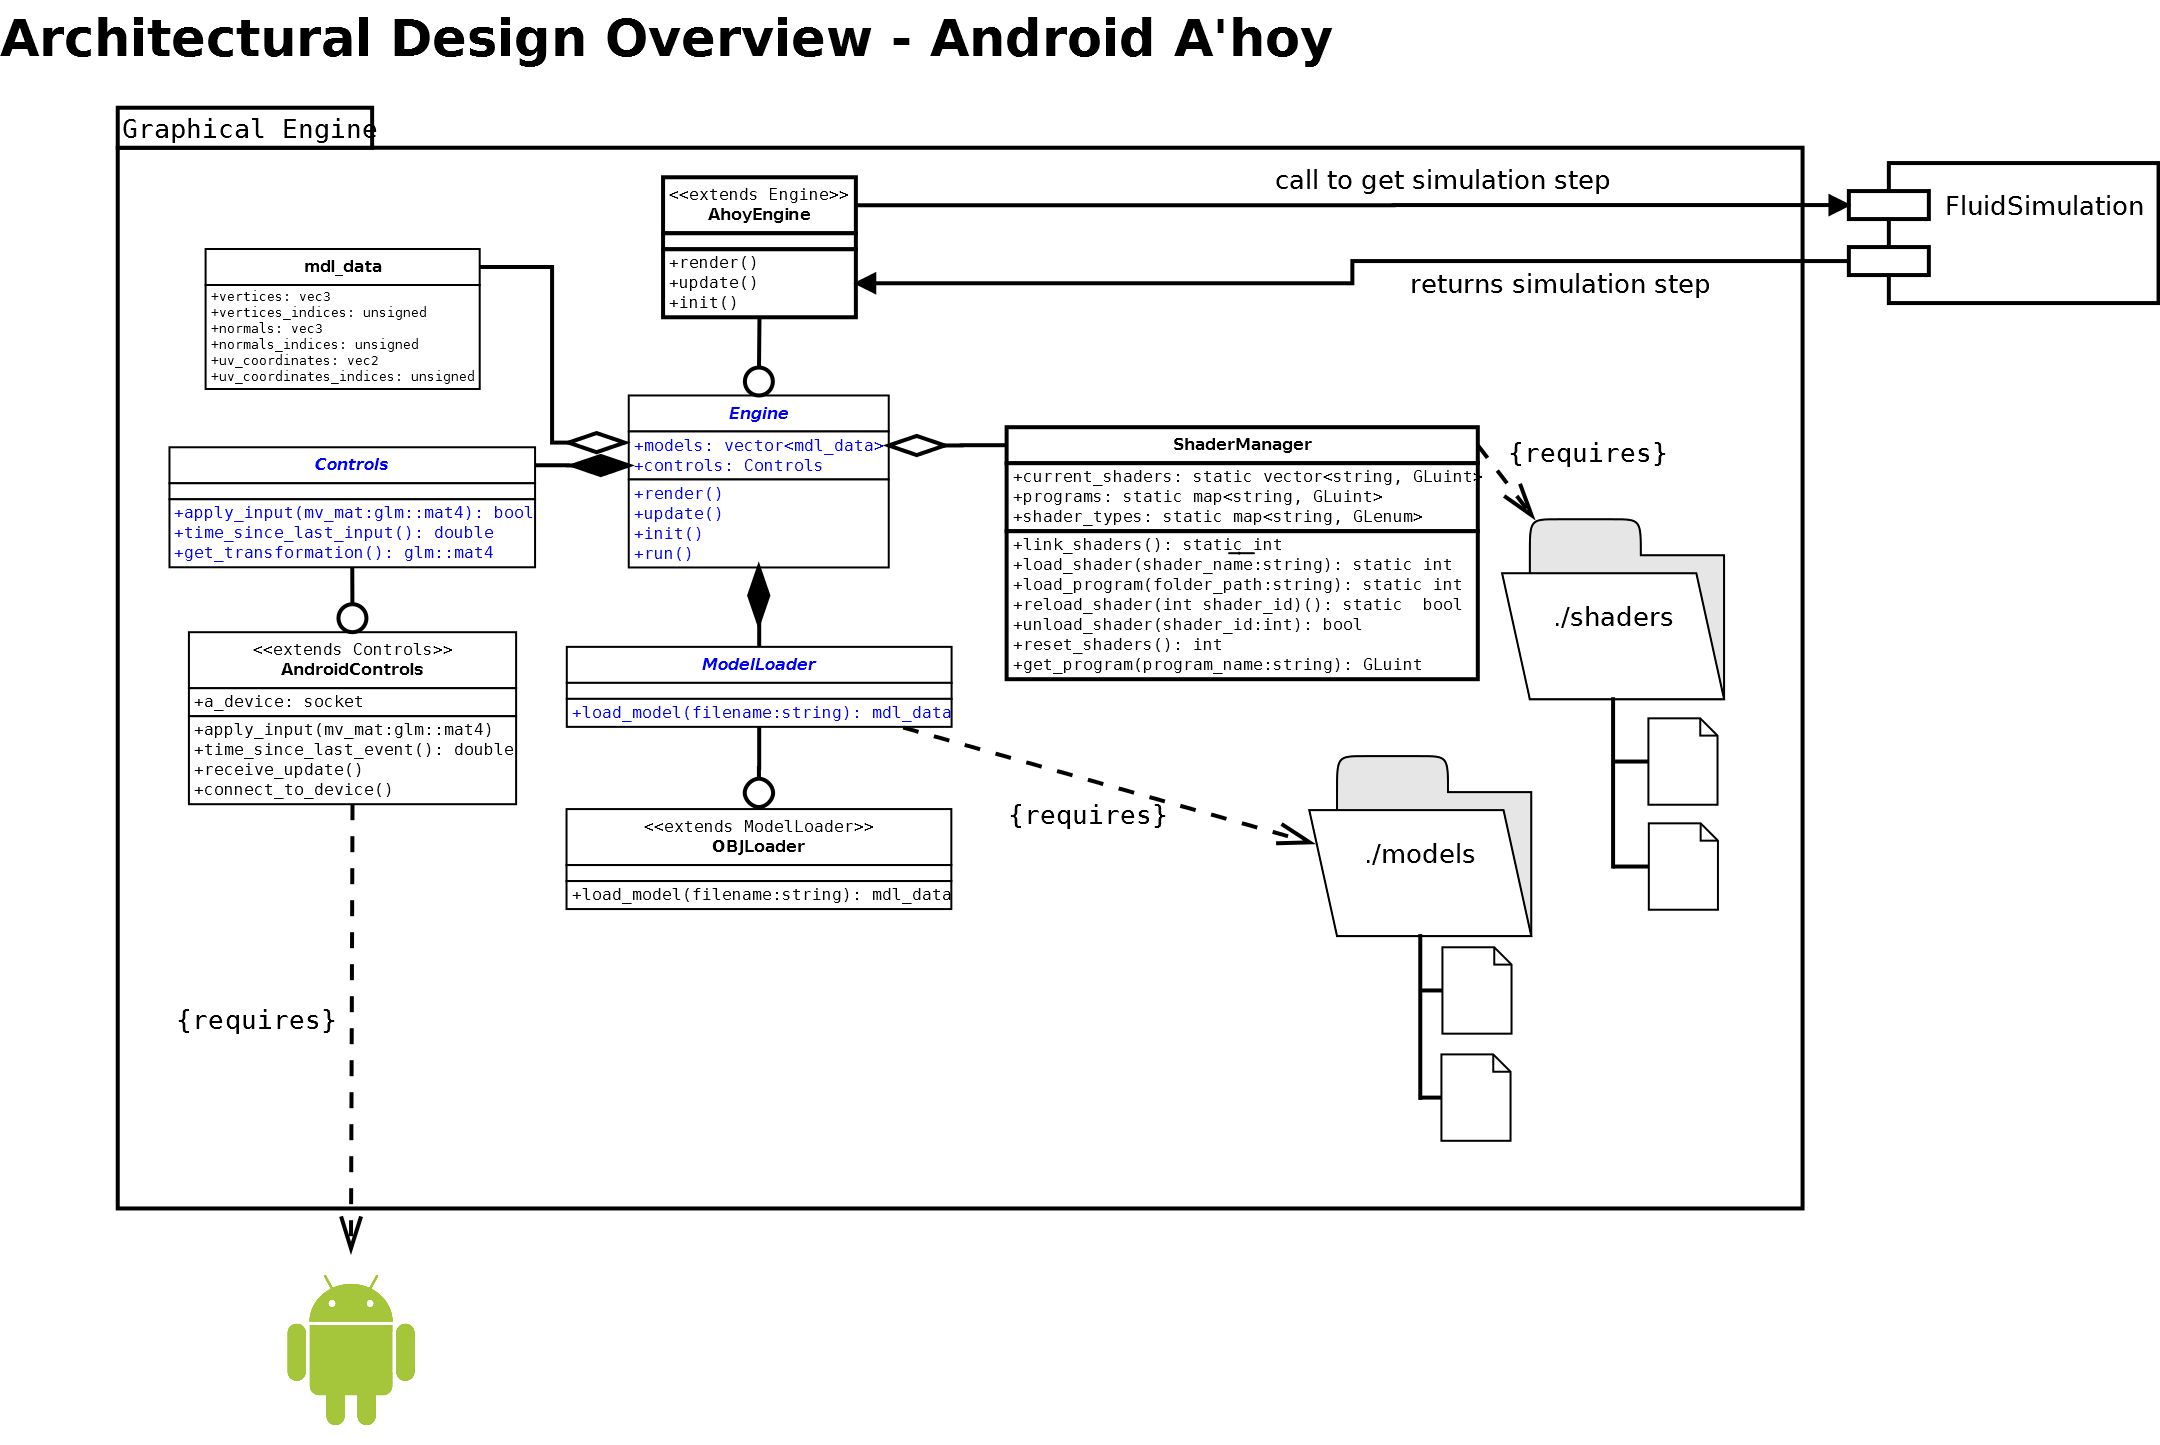 Architectural Design Overview - Android A'hoy
Graphical Engine
<<extends Engine>>
AhoyEngine
+render()
+update()
+init()
call to get simulation step
returns simulation step
FluidSimulation
mdl_data
+vertices: vec3
+vertices_indices: unsigned
+normals: vec3
+normals_indices: unsigned
+uv_coordinates: vec2
+uv_coordinates_indices: unsigned
Engine
+models: vector<mdl_data>
+controls: Controls
+render()
+update()
+init()
+run()
Controls
+apply_input(mv_mat:glm::mat4): bool
+time_since_last_input(): double
+get_transformation(): glm::mat4
ShaderManager
+current_shaders: static vector<string, GLuint>
+programs: static map<string, GLuint>
+shader_types: static map<string, GLenum>
+link_shaders(): static int
+load_shader(shader_name:string): static int
+load_program(folder_path:string): static int
+reload_shader(int shader_id)(): static  bool
+unload_shader(shader_id:int): bool
+reset_shaders(): int
+get_program(program_name:string): GLuint
{requires}
./shaders
<<extends Controls>>
AndroidControls
+a_device: socket
+apply_input(mv_mat:glm::mat4)
+time_since_last_event(): double
+receive_update()
+connect_to_device()
ModelLoader
+load_model(filename:string): mdl_data
<<extends ModelLoader>>
OBJLoader
+load_model(filename:string): mdl_data
{requires}
./models
{requires}